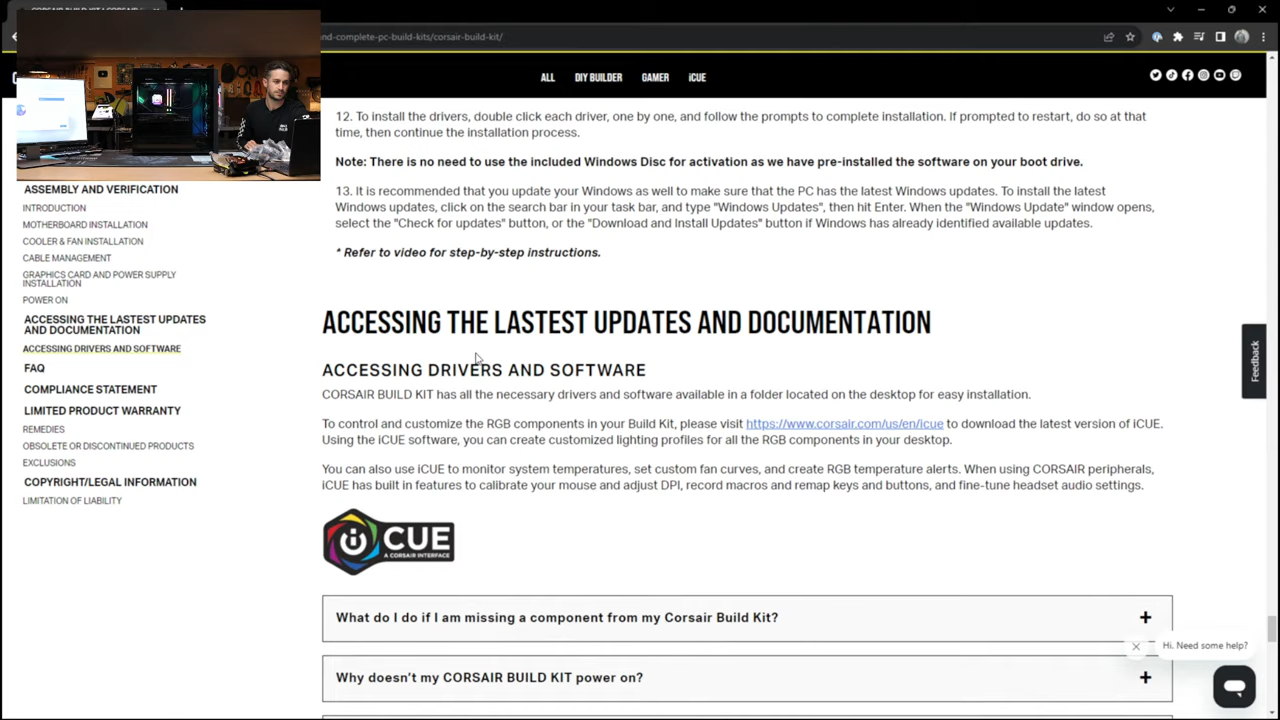 nd-complete-pc-build-kits/corsair-build-kit/
ALL
DIY BUILDER
GAMER
iCUE
12. To install the drivers, double click each driver, one by one, and follow the prompts to complete installation. If prompted to restart, do so at that
time, then continue the installation process.
Note: There is no need to use the included Windows Disc for activation as we have pre-installed the software on your boot drive.
13. It is recommended that you update your Windows as well to make sure that the PC has the latest Windows updates. To install the latest
Windows updates, click on the search bar in your task bar, and type "Windows Updates", then hit Enter. When the "Windows Update" window opens,
select the "Check for updates" button, or the "Download and Install Updates" button if Windows has already identified available updates.
* Refer to video for step-by-step instructions.
ASSEMBLY AND VERIFICATION
INTRODUCTION
MOTHERBOARD INSTALLATION
COOLER & FAN INSTALLATION
CABLE MANAGEMENT
GRAPHICS CARD AND POWER SUPPLY
INSTALLATION
POWER ON
ACCESSING THE LASTEST UPDATES
AND DOCUMENTATION
ACCESSING DRIVERS AND SOFTWARE
FAQ
COMPLIANCE STATEMENT
LIMITED PRODUCT WARRANTY
REMEDIES
OBSOLETE OR DISCONTINUED PRODUCTS
EXCLUSIONS
COPYRIGHT/LEGAL INFORMATION
LIMITATION OF LIABILITY
ACCESSING THE LASTEST UPDATES AND DOCUMENTATION
ACCESSING DRIVERS AND SOFTWARE
CORSAIR BUILD KIT has all the necessary drivers and software available in a folder located on the desktop for easy installation.
To control and customize the RGB components in your Build Kit, please visit https://www.corsair.com/us/en/icue to download the latest version of iCUE.
Using the iCUE software, you can create customized lighting profiles for all the RGB components in your desktop.
You can also use iCUE to monitor system temperatures, set custom fan curves, and create RGB temperature alerts. When using CORSAIR peripherals,
iCUE has built in features to calibrate your mouse and adjust DPI, record macros and remap keys and buttons, and fine-tune headset audio settings.
iCUE
A CORSAIR INTERFACE
What do I do if I am missing a component from my Corsair Build Kit?
Why doesn't my CORSAIR BUILD KIT power on?
Feedback
Hi. Need some help?